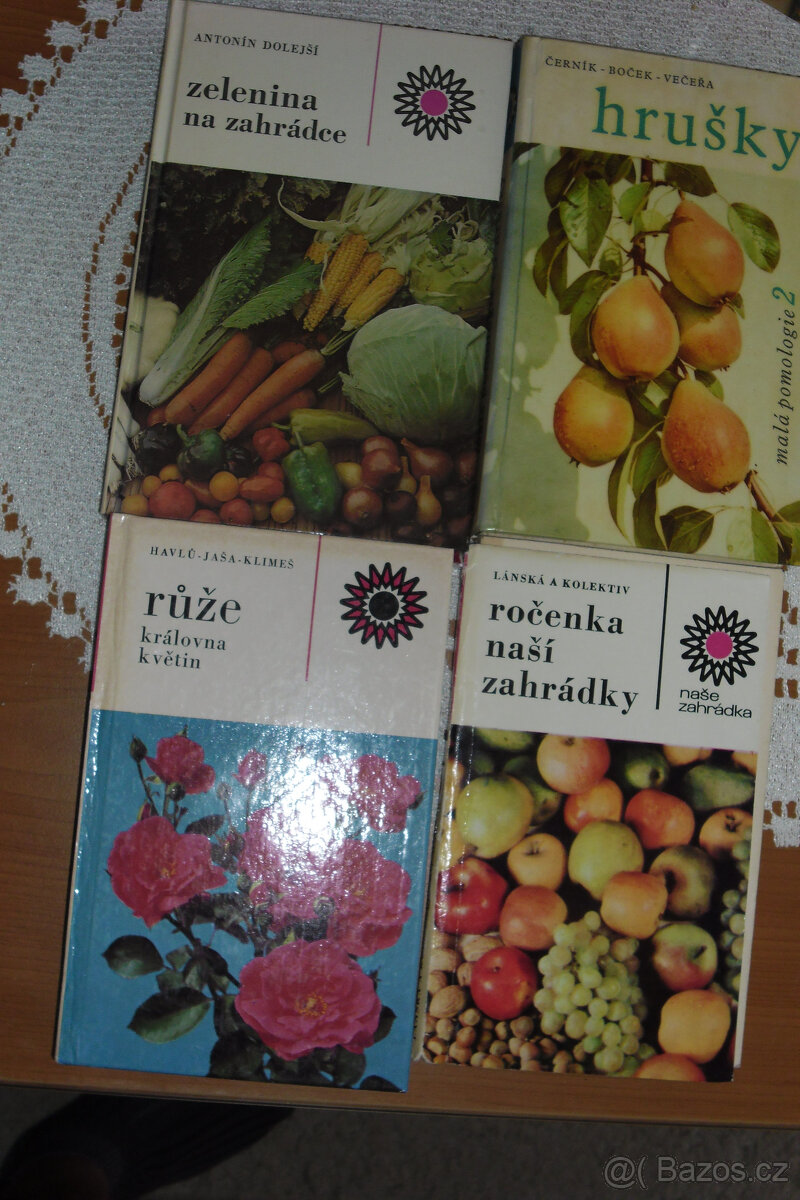 ANTONÍN DOLEJŠÍ
zelenina
na zahrádce
ČERNÍK - BOČEK - VEČEŘA
hrušky
malá pomologie 2
HAVLŮ-JAŠA-KLIMEŠ
růže
královna
květin
LÁNSKÁ A KOLEKTIV
ročenka
naší
zahrádky
naše
zahrádka
@( Bazos.cz